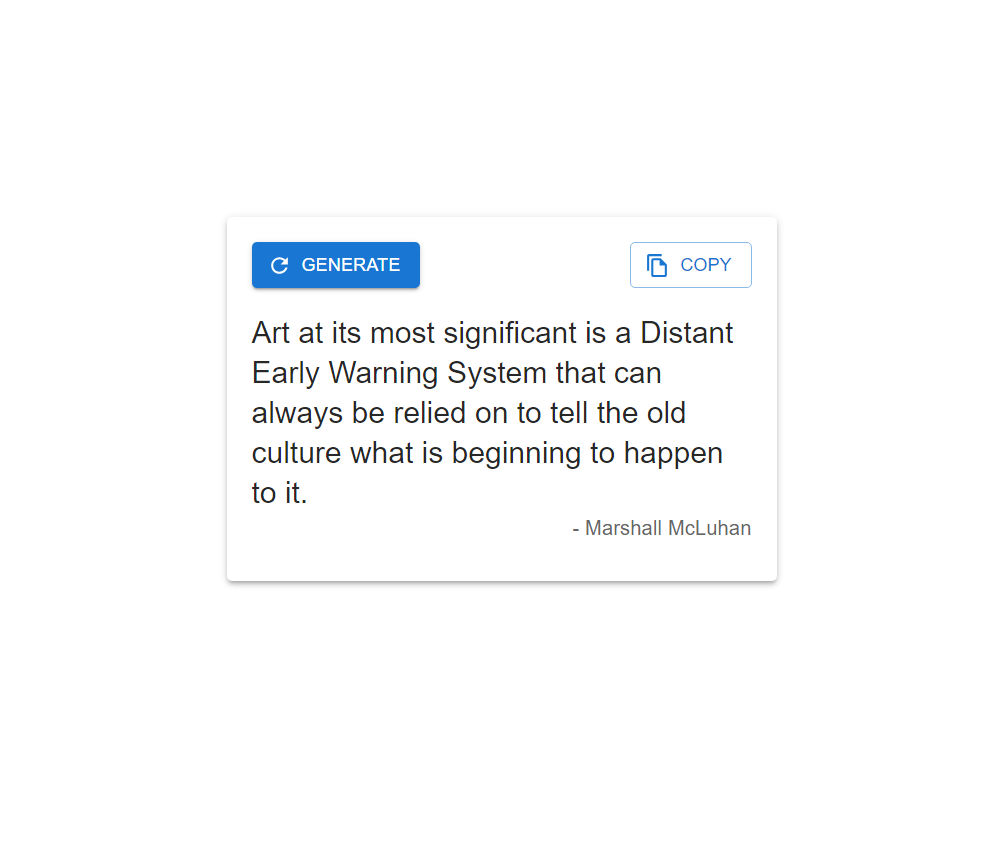 GENERATE
COPY
Art at its most significant is a Distant
Early Warning System that can
always be relied on to tell the old
culture what is beginning to happen
to it.
- Marshall McLuhan